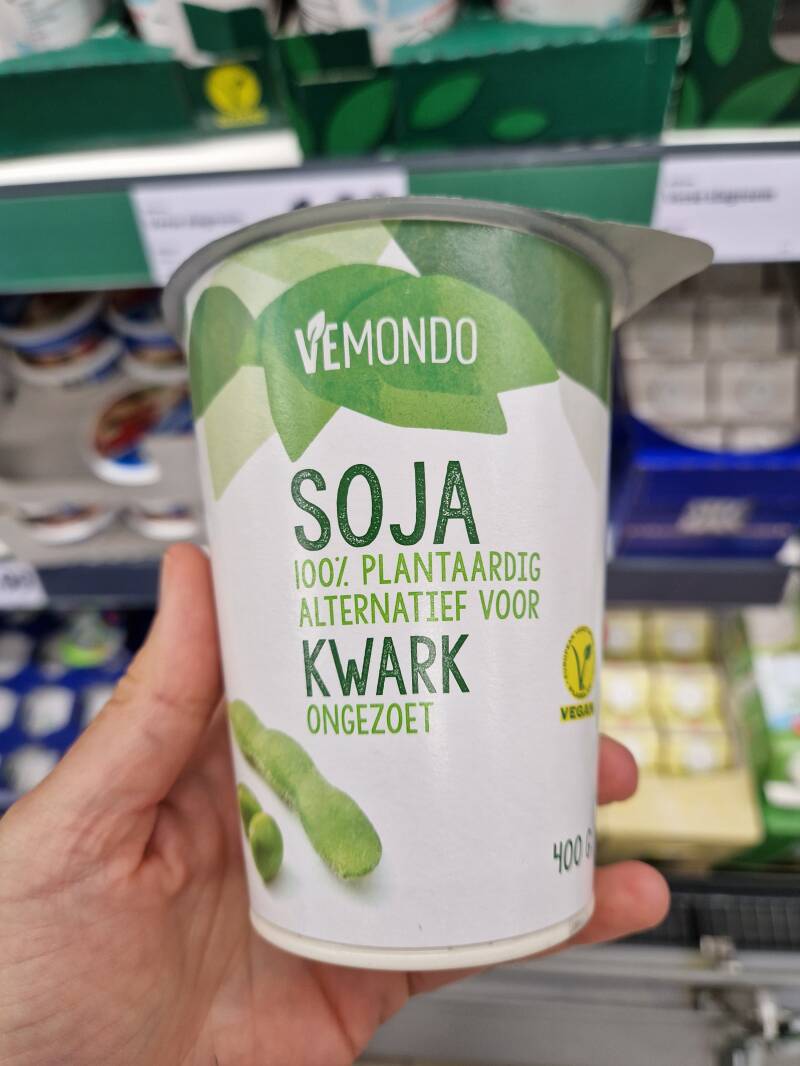 VEMONDO
SOJA
100% PLANTAARDIG
ALTERNATIEF VOOR
KWARK
ONGEZOET
VEGAN
400 G